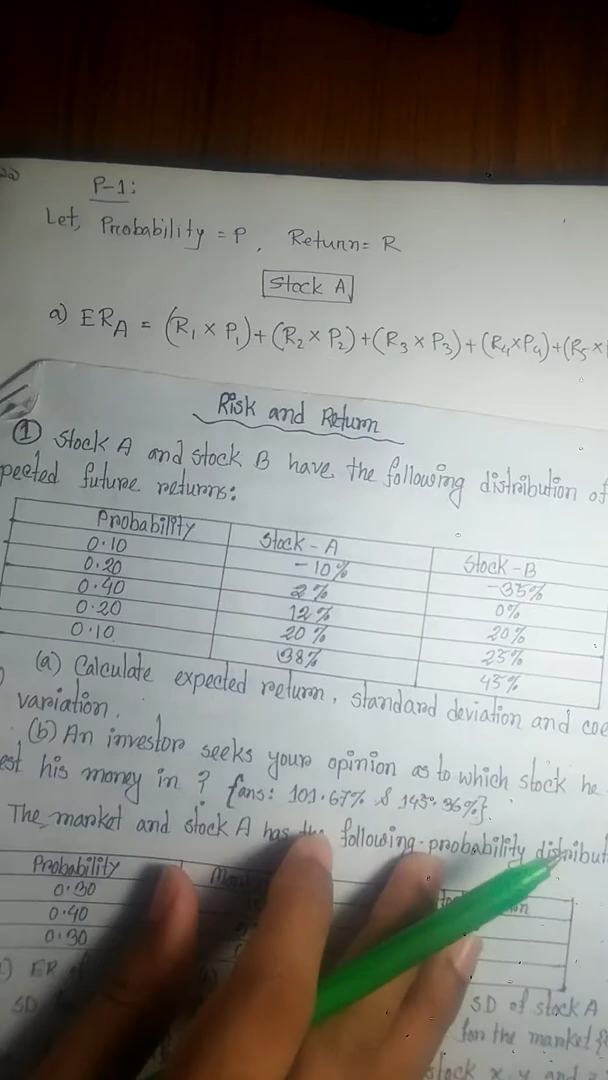 P-1:
Let, Probability = P, Return = R
Stock A
a) ERA = (R1 × P1) + (R2 × P2) + (R3 × P3) + (R4 × P4) + (R5 ×
Risk and Return
① Stock A and stock B have the following distribution of
pected future returns:
Probability Stock-A Stock-B
0.10 -10% -35%
0.20 2% 0%
0.40 12% 20%
0.20 20% 25%
0.10 38% 45%
(a) Calculate expected return, standard deviation and coe
variation.
(b) An investor seeks your opinion as to which stock he
est his money in? {ans: 101.67% & 143.36%}.
The market and stock A has the following probability distribut
Probability
0.30
0.40
0.30
ER
SD SD of stock A
for the market
stock x, y and z